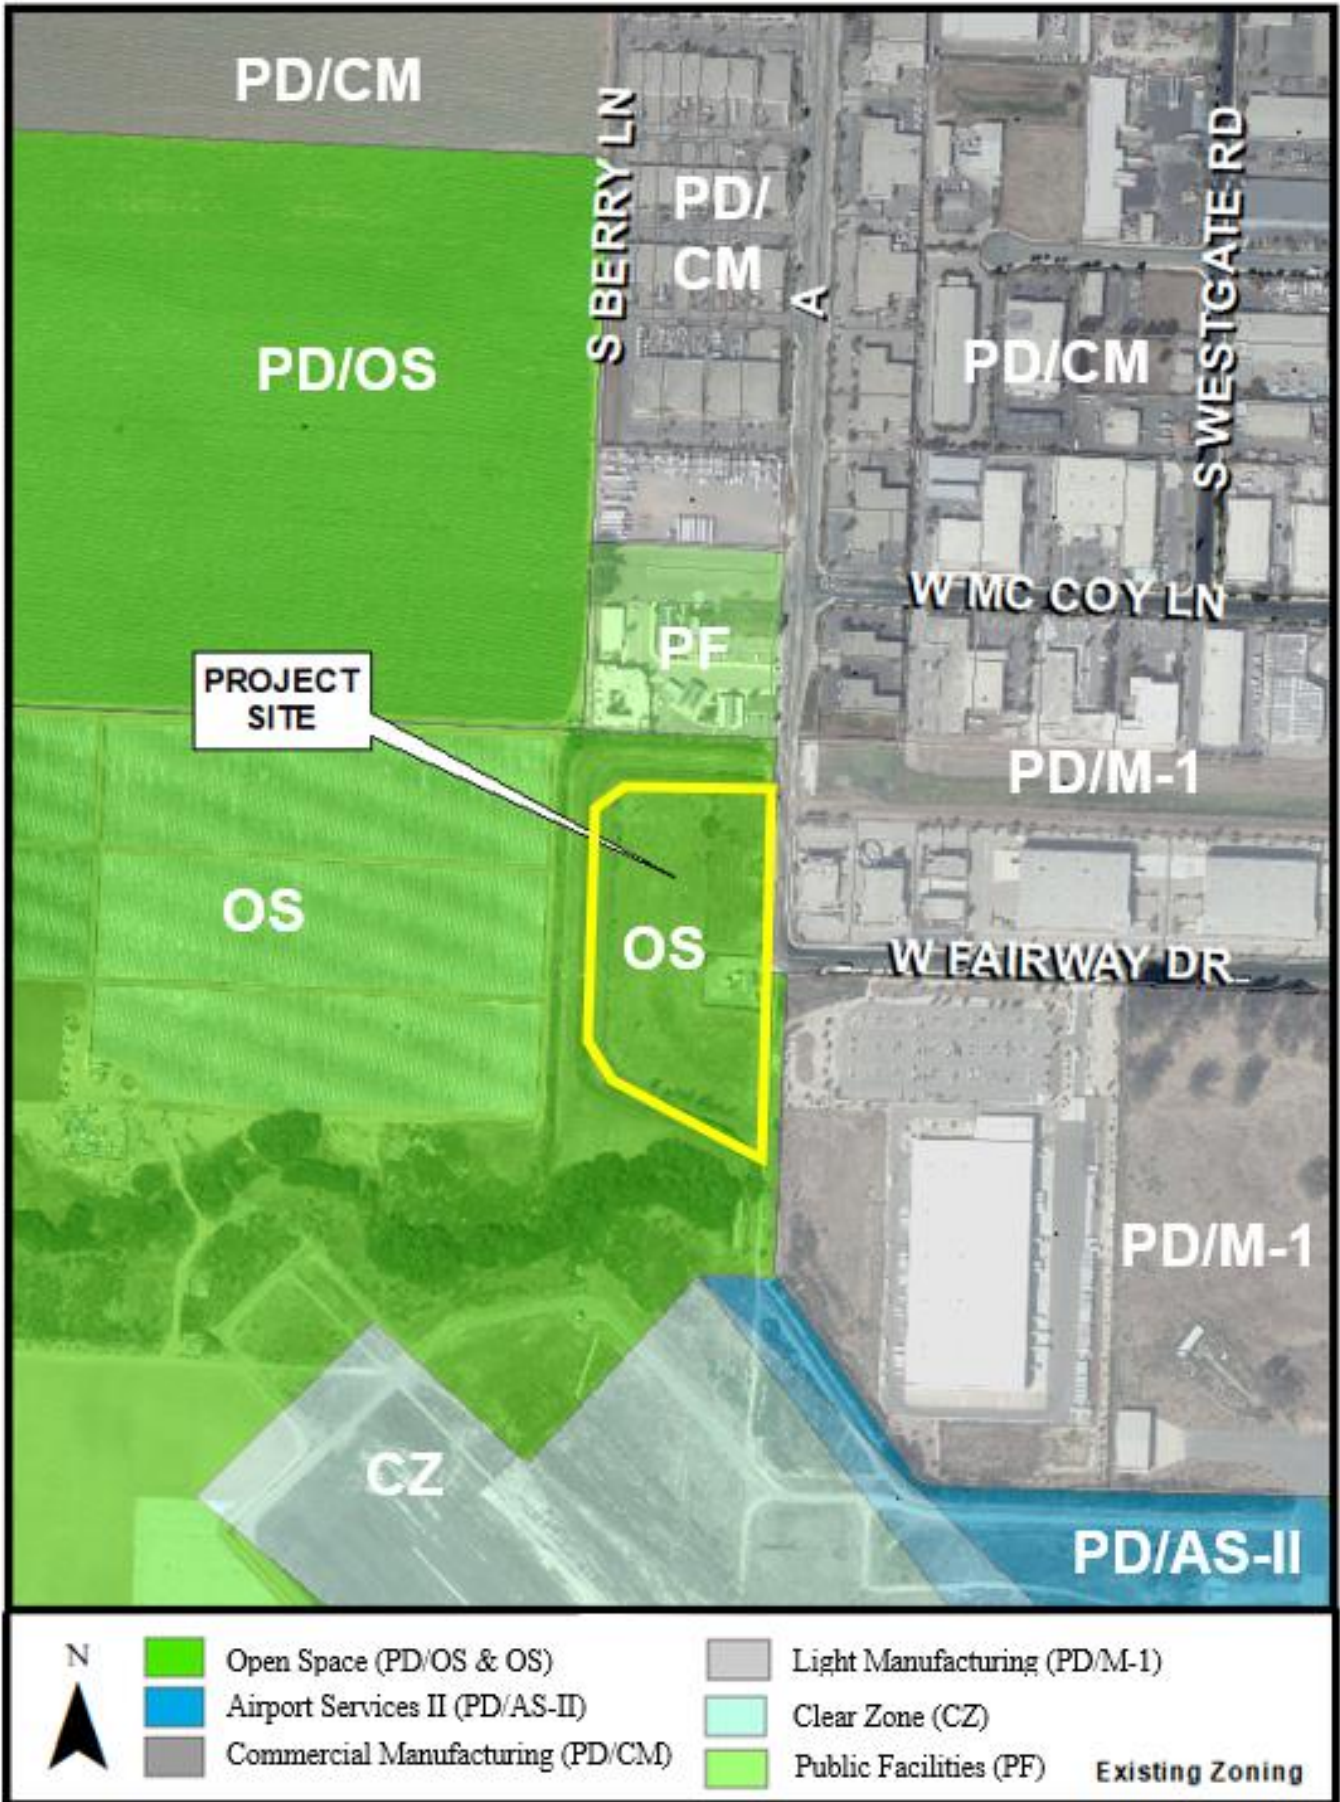 PD/CM
S BERRY LN
PD/
CM
A
S WESTGATE RD
PD/OS
PD/CM
W MC COY LN
PF
PROJECT
SITE
PD/M-1
OS
OS
W FAIRWAY DR
PD/M-1
CZ
PD/AS-II
N
Open Space (PD/OS & OS)
Airport Services II (PD/AS-II)
Commercial Manufacturing (PD/CM)
Light Manufacturing (PD/M-1)
Clear Zone (CZ)
Public Facilities (PF)
Existing Zoning